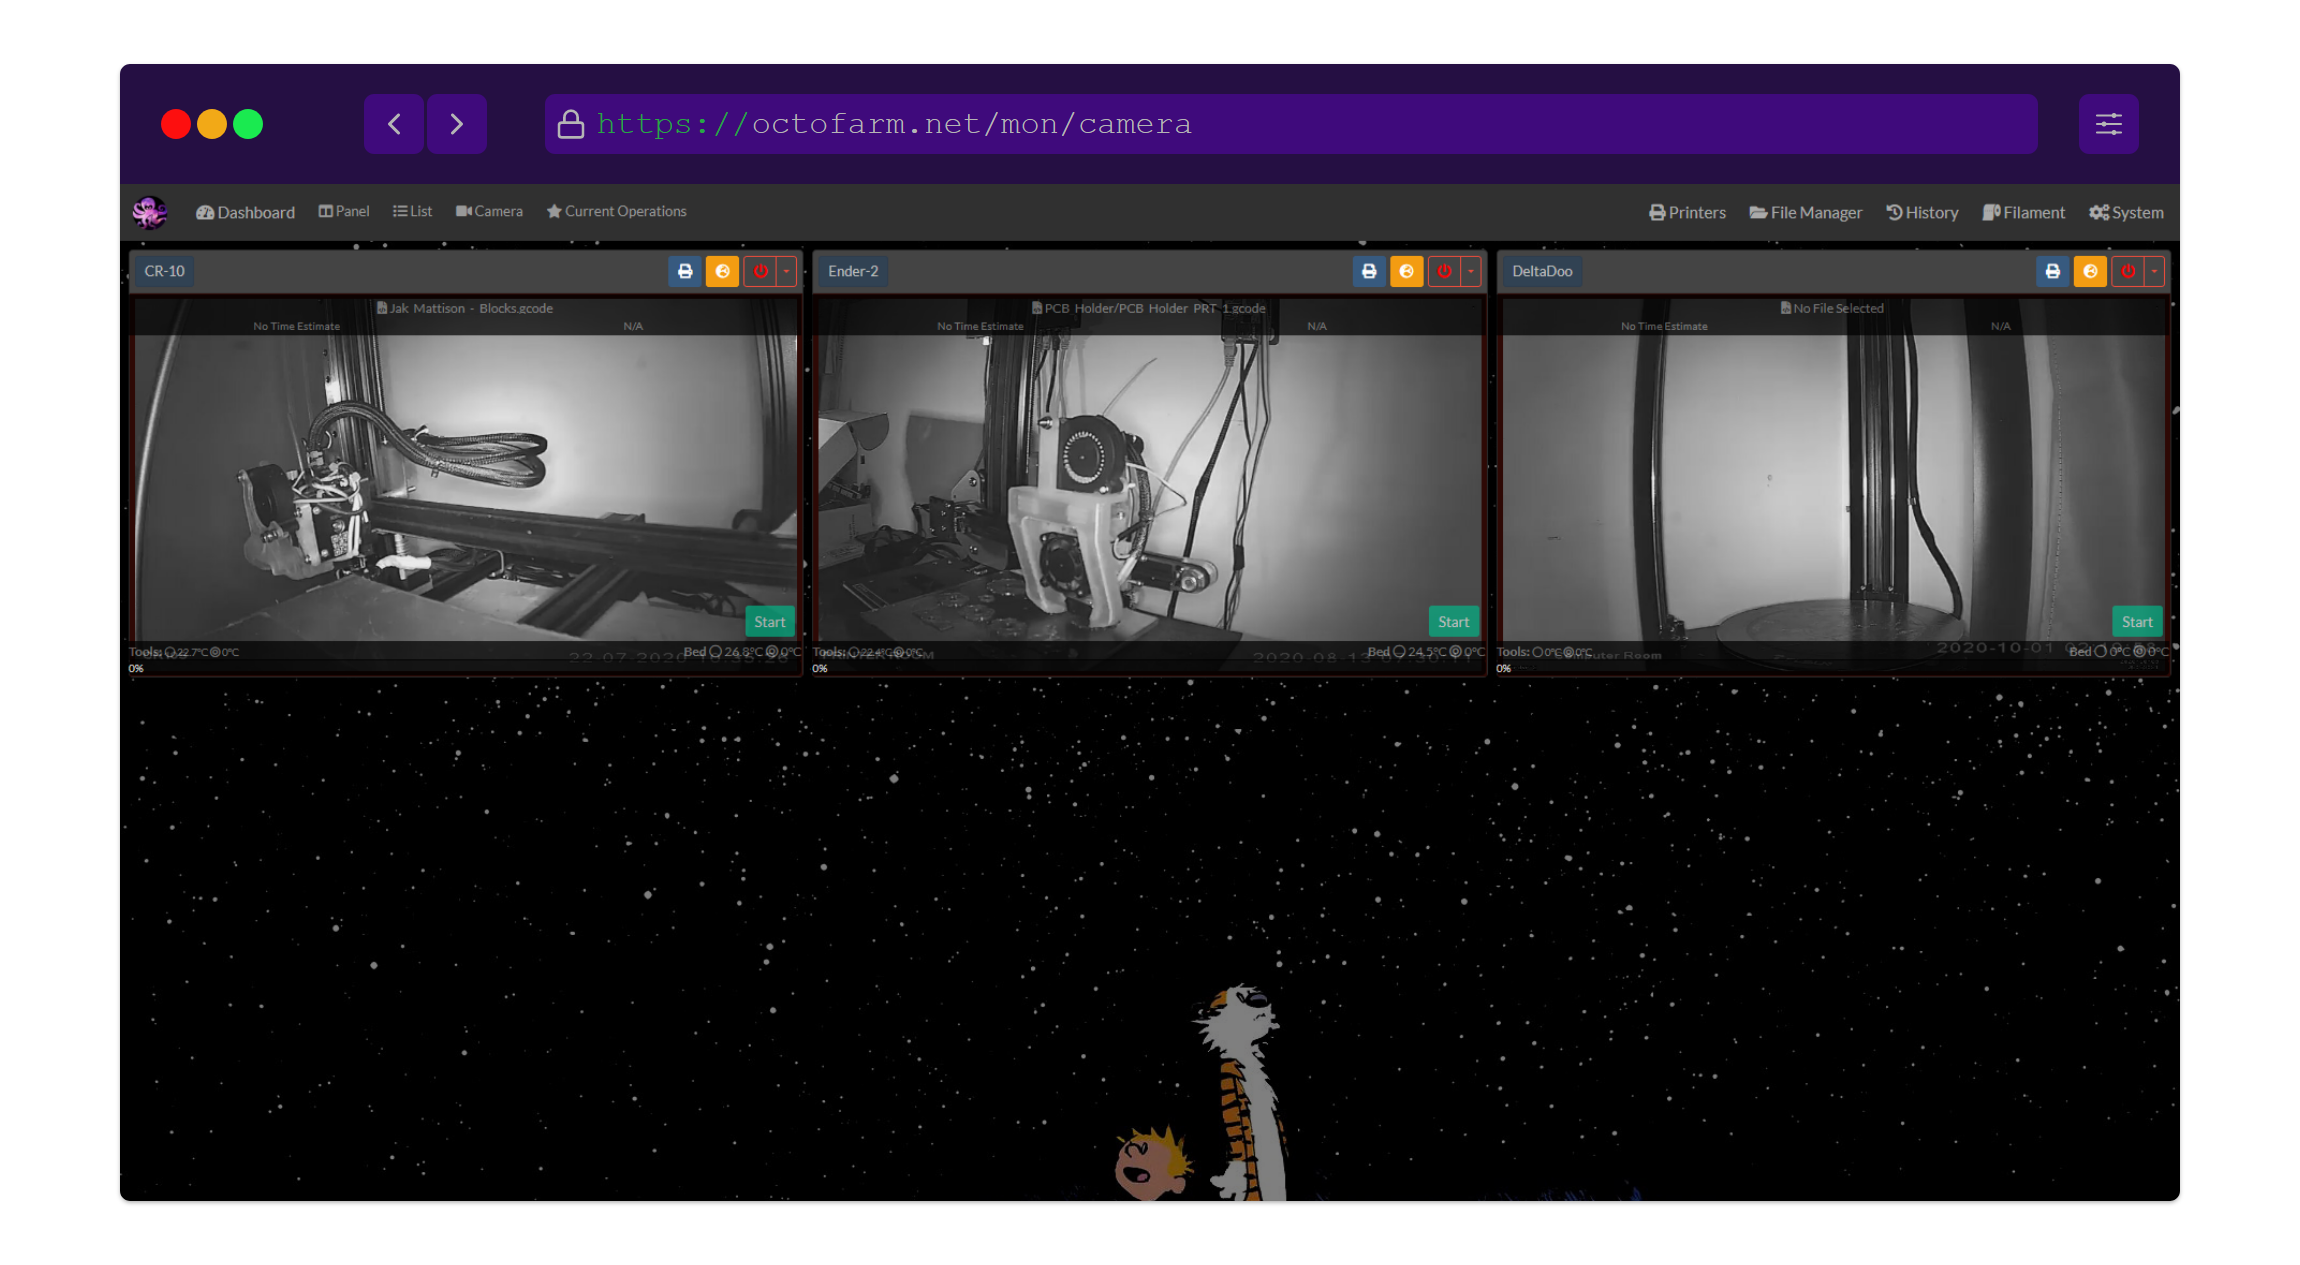 https://octofarm.net/mon/camera
Dashboard Panel List Camera Current Operations Printers File Manager History Filament System
CR-10
Jak Mattison - Blocks.gcode
No Time Estimate N/A
Start
Tools: 22.7°C 0°C Bed 26.8°C 0°C
0%
Ender-2
PCB Holder/PCB Holder PRT 1.gcode
No Time Estimate N/A
Start
Tools: 22.4°C 0°C Bed 24.5°C 0°C
0%
DeltaDoo
No File Selected
No Time Estimate N/A
Start
Tools: 0°C 0°C Bed 0°C 0°C
0%